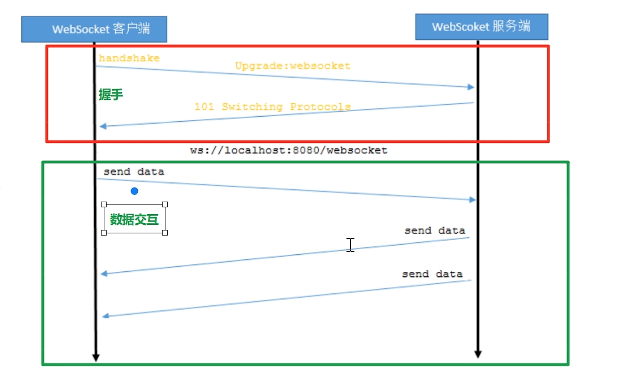 WebSocket 客户端
WebScoket 服务端
handshake
Upgrade:websocket
握手
101 Switching Protocols
ws://localhost:8080/websocket
send data
数据交互
send data
send data